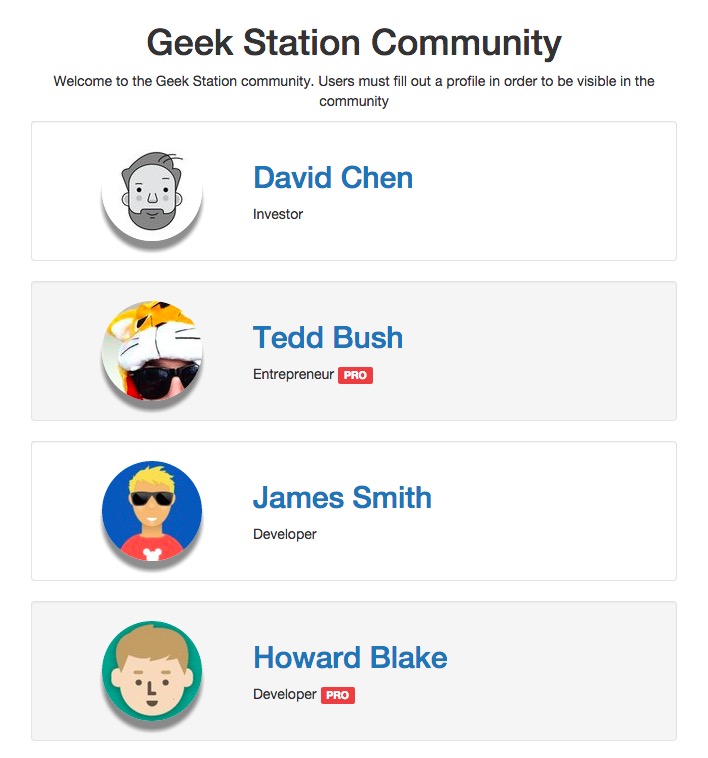 Geek Station Community
Welcome to the Geek Station community. Users must fill out a profile in order to be visible in the
community
David Chen
Investor
Tedd Bush
Entrepreneur PRO
James Smith
Developer
Howard Blake
Developer PRO